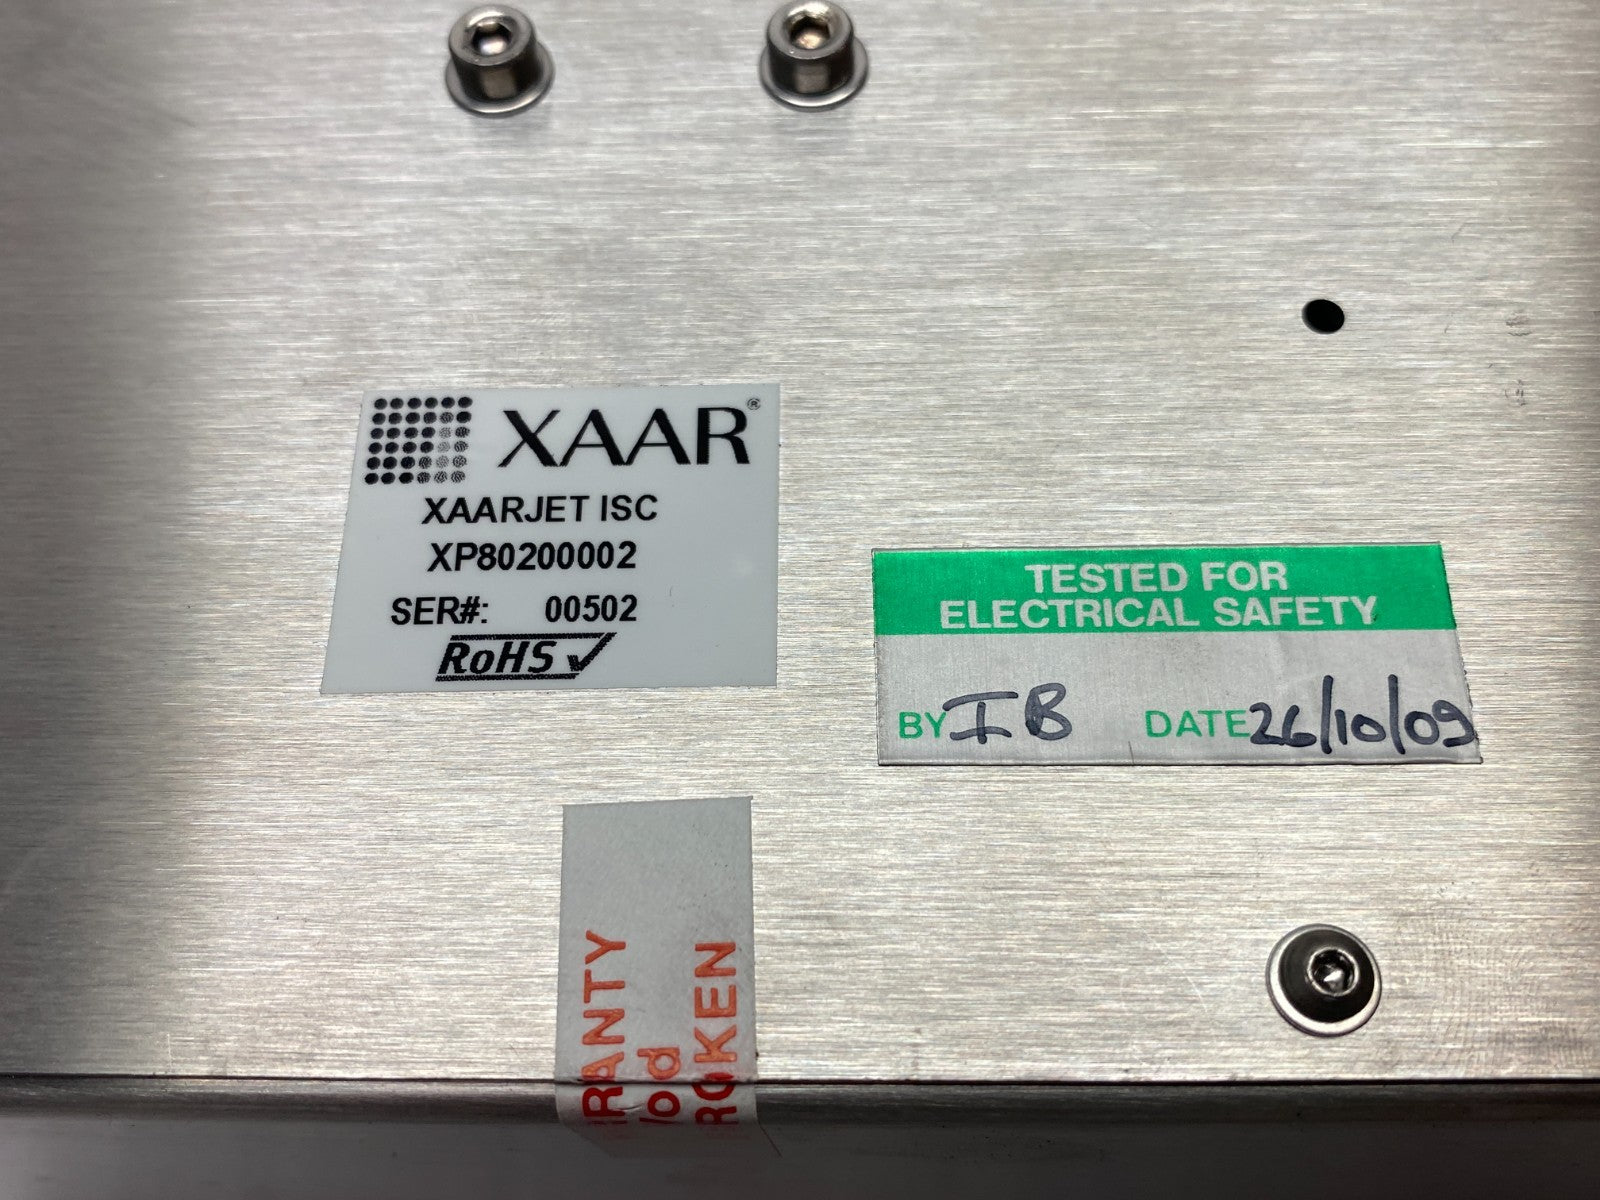 XAAR®
XAARJET ISC
XP80200002
SER#: 00502
RoHS
TESTED FOR
ELECTRICAL SAFETY
BY IB DATE 26/10/09
RANTY
od
ROKEN